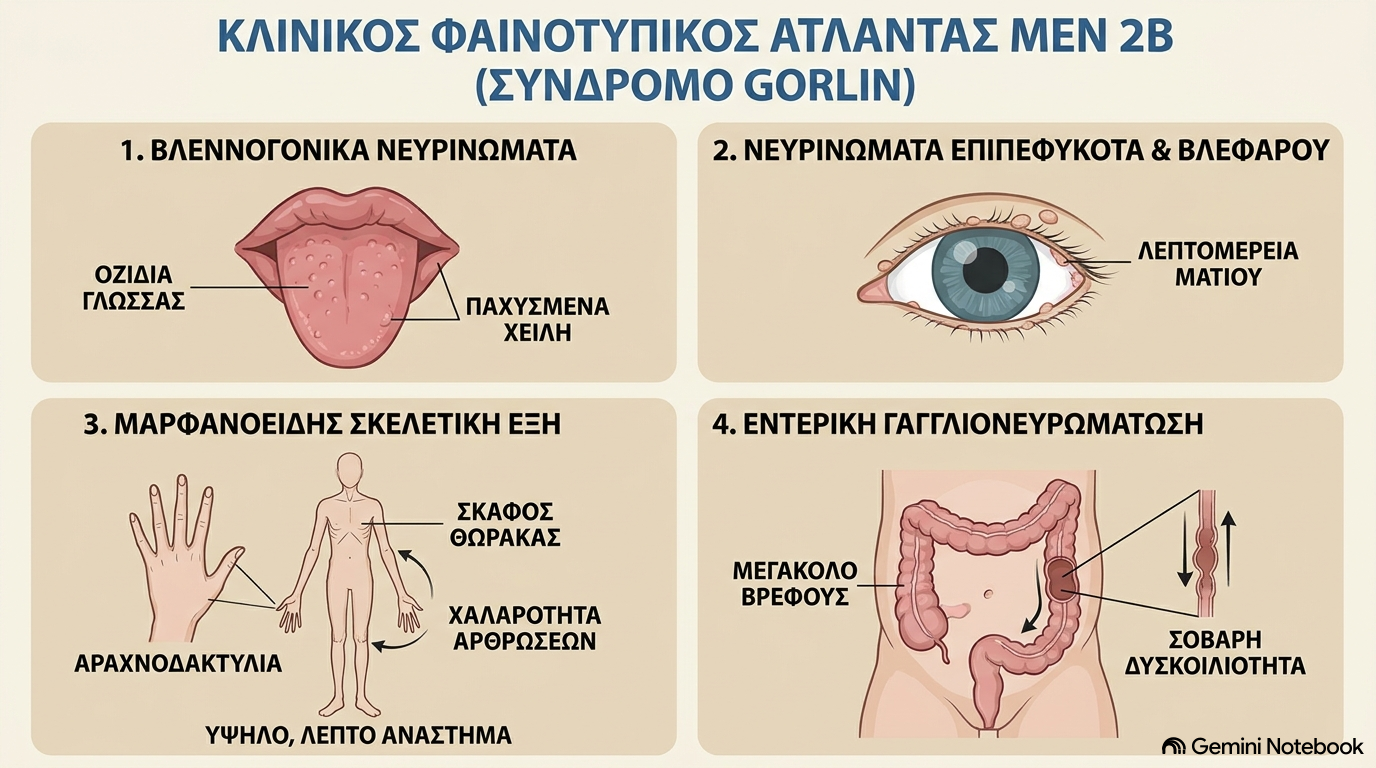 ΚΛΙΝΙΚΟΣ ΦΑΙΝΟΤΥΠΙΚΟΣ ΑΤΛΑΝΤΑΣ MEN 2B
(ΣΥΝΔΡΟΜΟ GORLIN)
1. ΒΛΕΝΝΟΓΟΝΙΚΑ ΝΕΥΡΙΝΩΜΑΤΑ
ΟΖΙΔΙΑ
ΓΛΩΣΣΑΣ
ΠΑΧΥΣΜΕΝΑ
ΧΕΙΛΗ
2. ΝΕΥΡΙΝΩΜΑΤΑ ΕΠΙΠΕΦΥΚΟΤΑ & ΒΛΕΦΑΡΟΥ
ΛΕΠΤΟΜΕΡΕΙΑ
ΜΑΤΙΟΥ
3. ΜΑΡΦΑΝΟΕΙΔΗΣ ΣΚΕΛΕΤΙΚΗ ΕΞΗ
ΣΚΑΦΟΣ
ΘΩΡΑΚΑΣ
ΧΑΛΑΡΟΤΗΤΑ
ΑΡΘΡΩΣΕΩΝ
ΑΡΑΧΝΟΔΑΚΤΥΛΙΑ
ΥΨΗΛΟ, ΛΕΠΤΟ ΑΝΑΣΤΗΜΑ
4. ΕΝΤΕΡΙΚΗ ΓΑΓΓΛΙΟΝΕΥΡΩΜΑΤΩΣΗ
ΜΕΓΑΚΟΛΟ
ΒΡΕΦΟΥΣ
ΣΟΒΑΡΗ
ΔΥΣΚΟΙΛΙΟΤΗΤΑ
Gemini Notebook